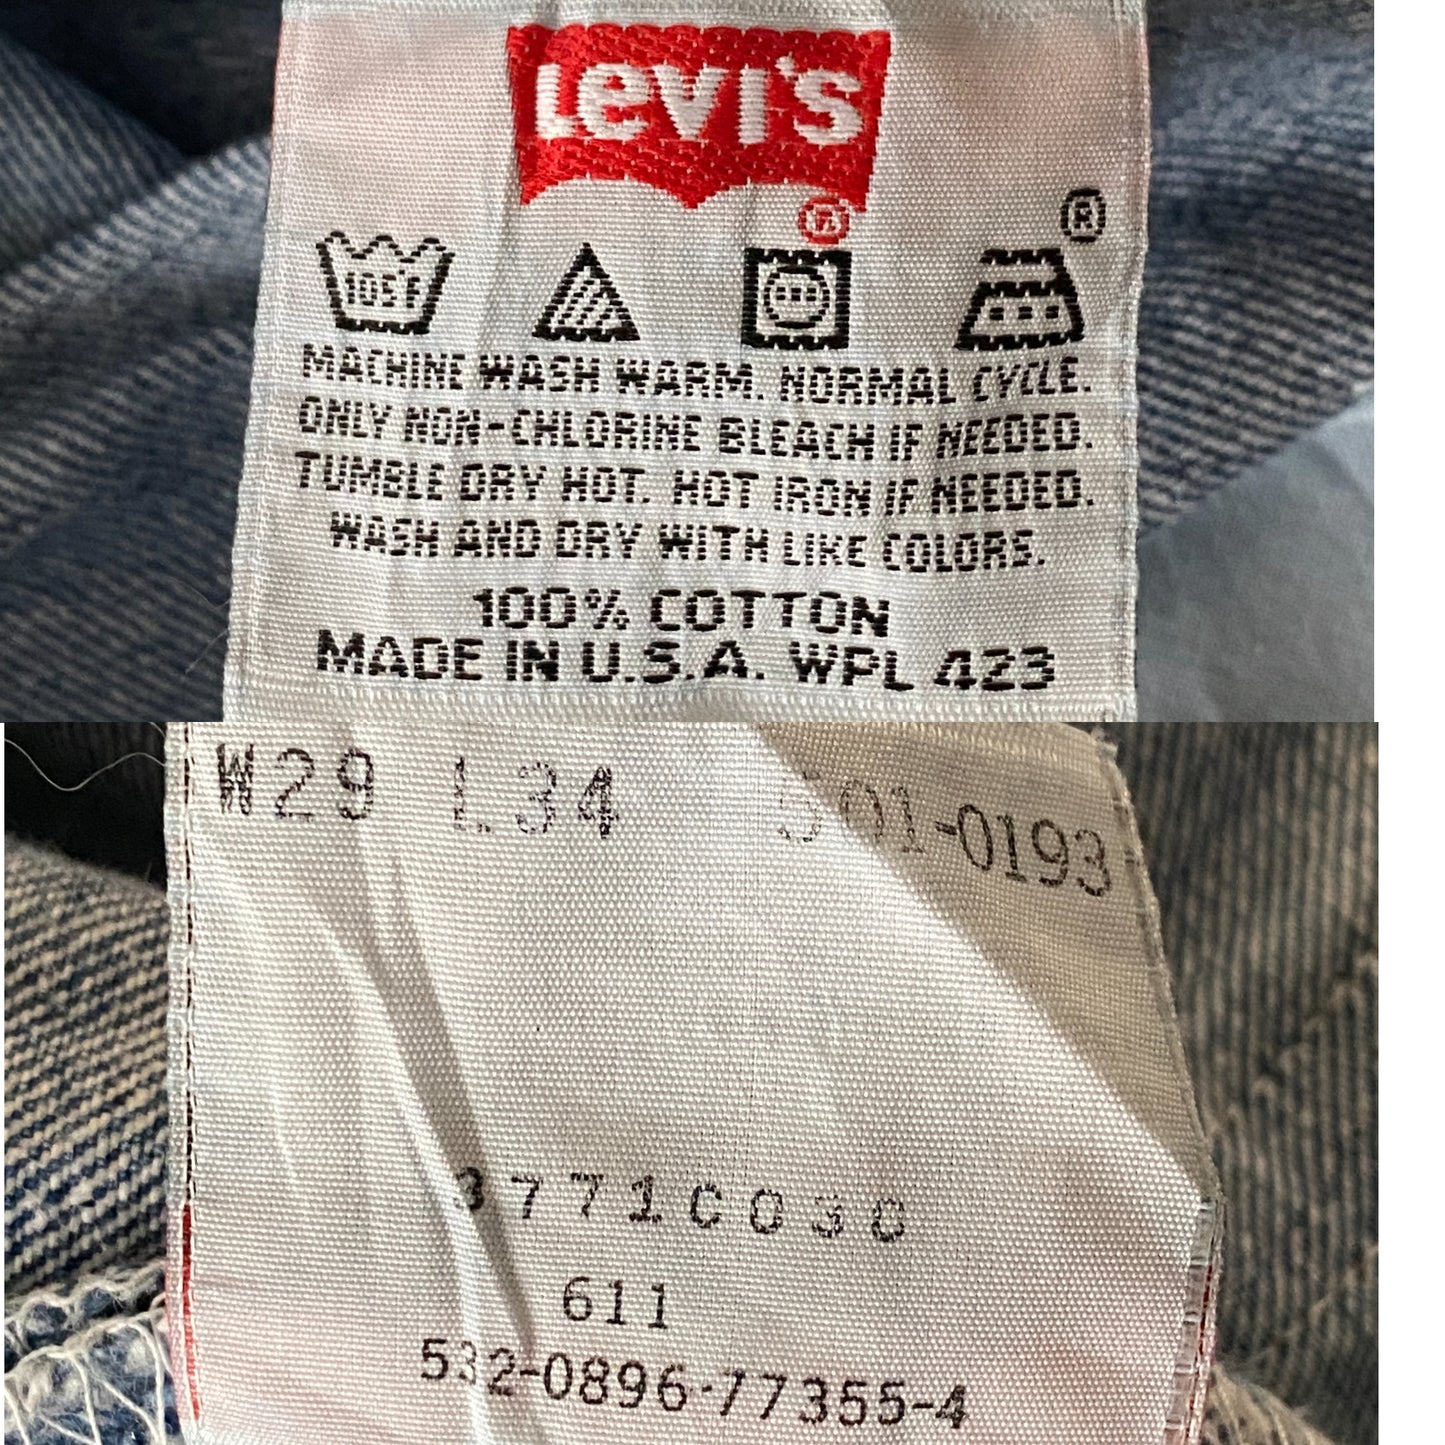 Levi's
®
®
105°F
MACHINE WASH WARM. NORMAL CYCLE.
ONLY NON-CHLORINE BLEACH IF NEEDED.
TUMBLE DRY HOT. HOT IRON IF NEEDED.
WASH AND DRY WITH LIKE COLORS.
100% COTTON
MADE IN U.S.A. WPL 423
W29 L34 501-0193
3771C030
611
532-0896-77355-4